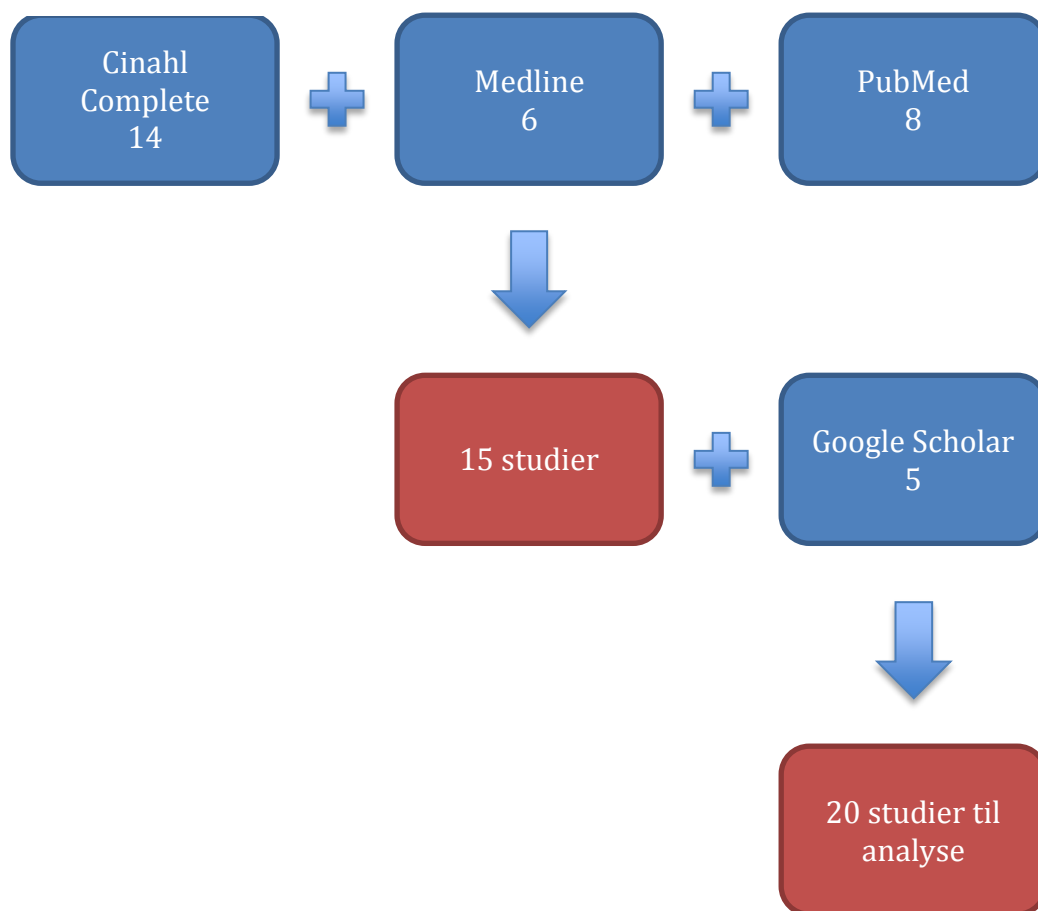 Cinahl
Complete
14
Medline
6
PubMed
8
15 studier
Google Scholar
5
20 studier til
analyse